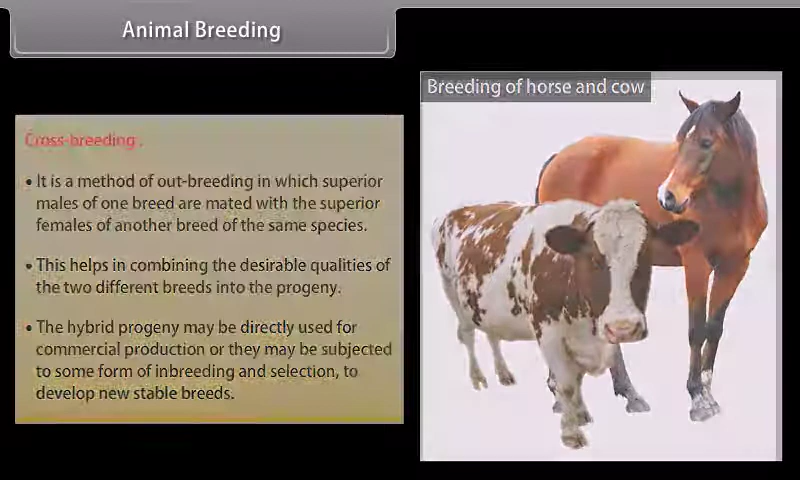 Animal Breeding
Breeding of horse and cow
Cross-breeding .
• It is a method of out-breeding in which superior
males of one breed are mated with the superior
females of another breed of the same species.
• This helps in combining the desirable qualities of
the two different breeds into the progeny.
• The hybrid progeny may be directly used for
commercial production or they may be subjected
to some form of inbreeding and selection, to
develop new stable breeds.